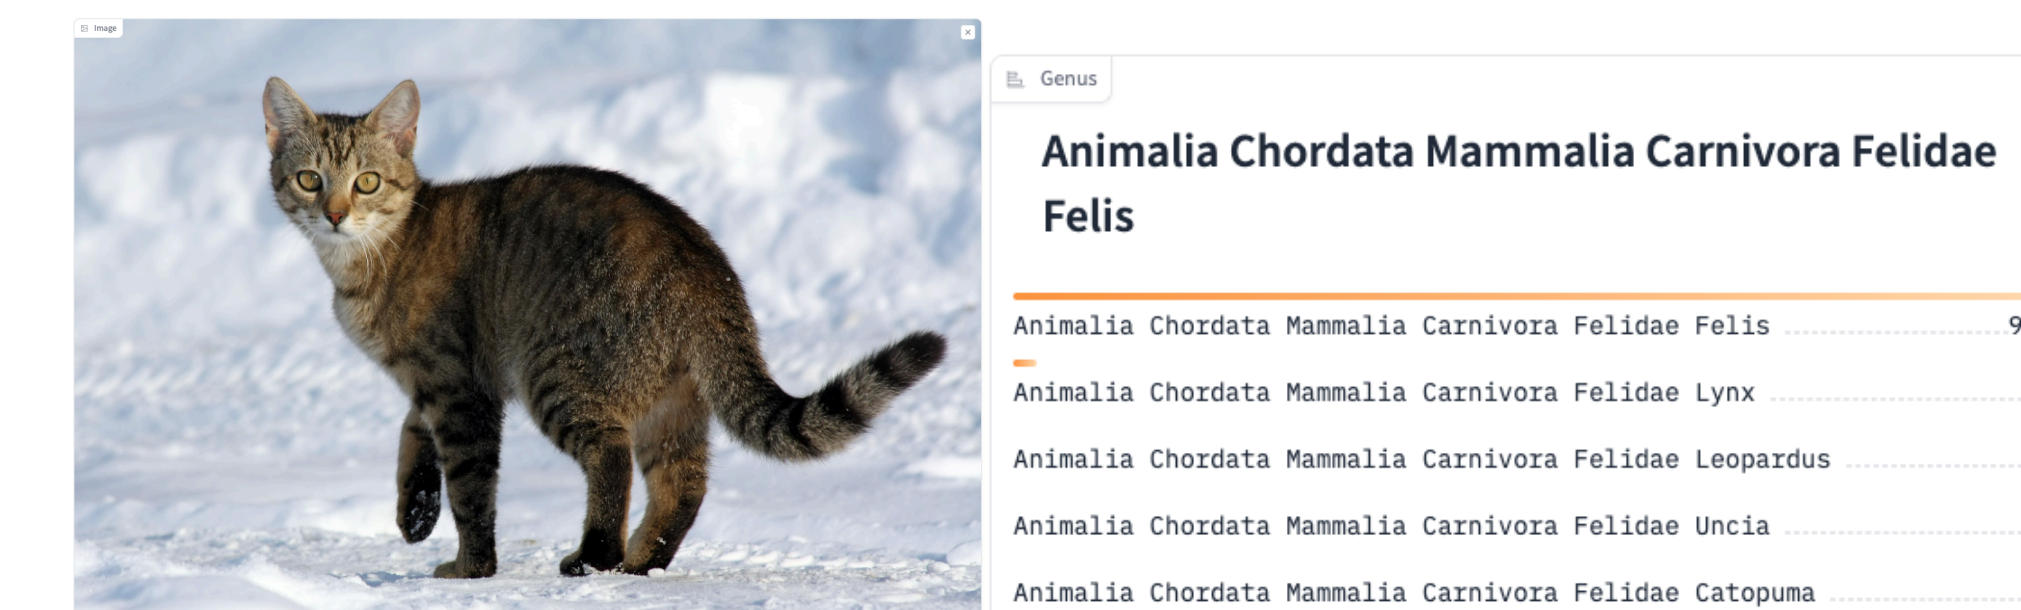 Image
Genus
Animalia Chordata Mammalia Carnivora Felidae
Felis
Animalia Chordata Mammalia Carnivora Felidae Felis 9
Animalia Chordata Mammalia Carnivora Felidae Lynx
Animalia Chordata Mammalia Carnivora Felidae Leopardus
Animalia Chordata Mammalia Carnivora Felidae Uncia
Animalia Chordata Mammalia Carnivora Felidae Catopuma